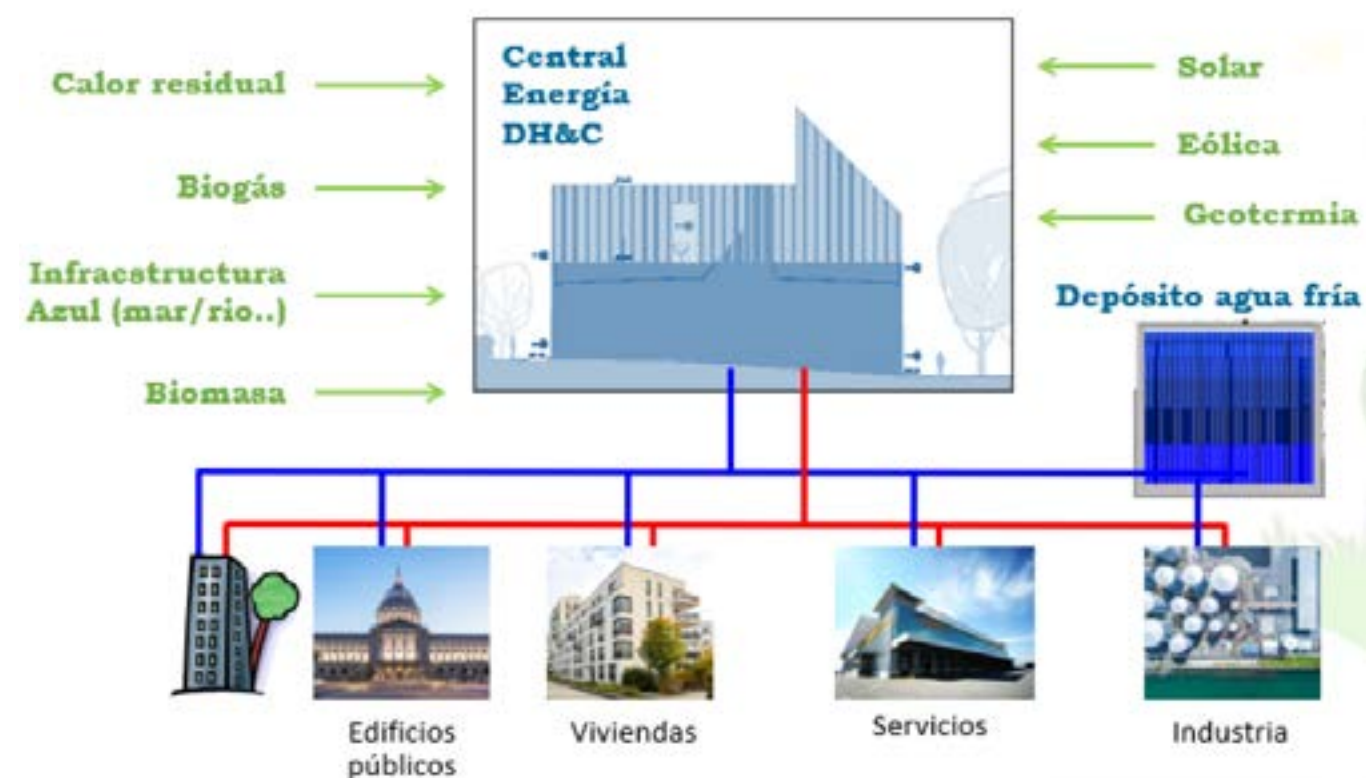 Central
Energía
DH&C
Calor residual
Biogás
Infraestructura
Azul (mar/rio..)
Biomasa
Solar
Eólica
Geotermia
Depósito agua fría
Edificios
públicos
Viviendas
Servicios
Industria